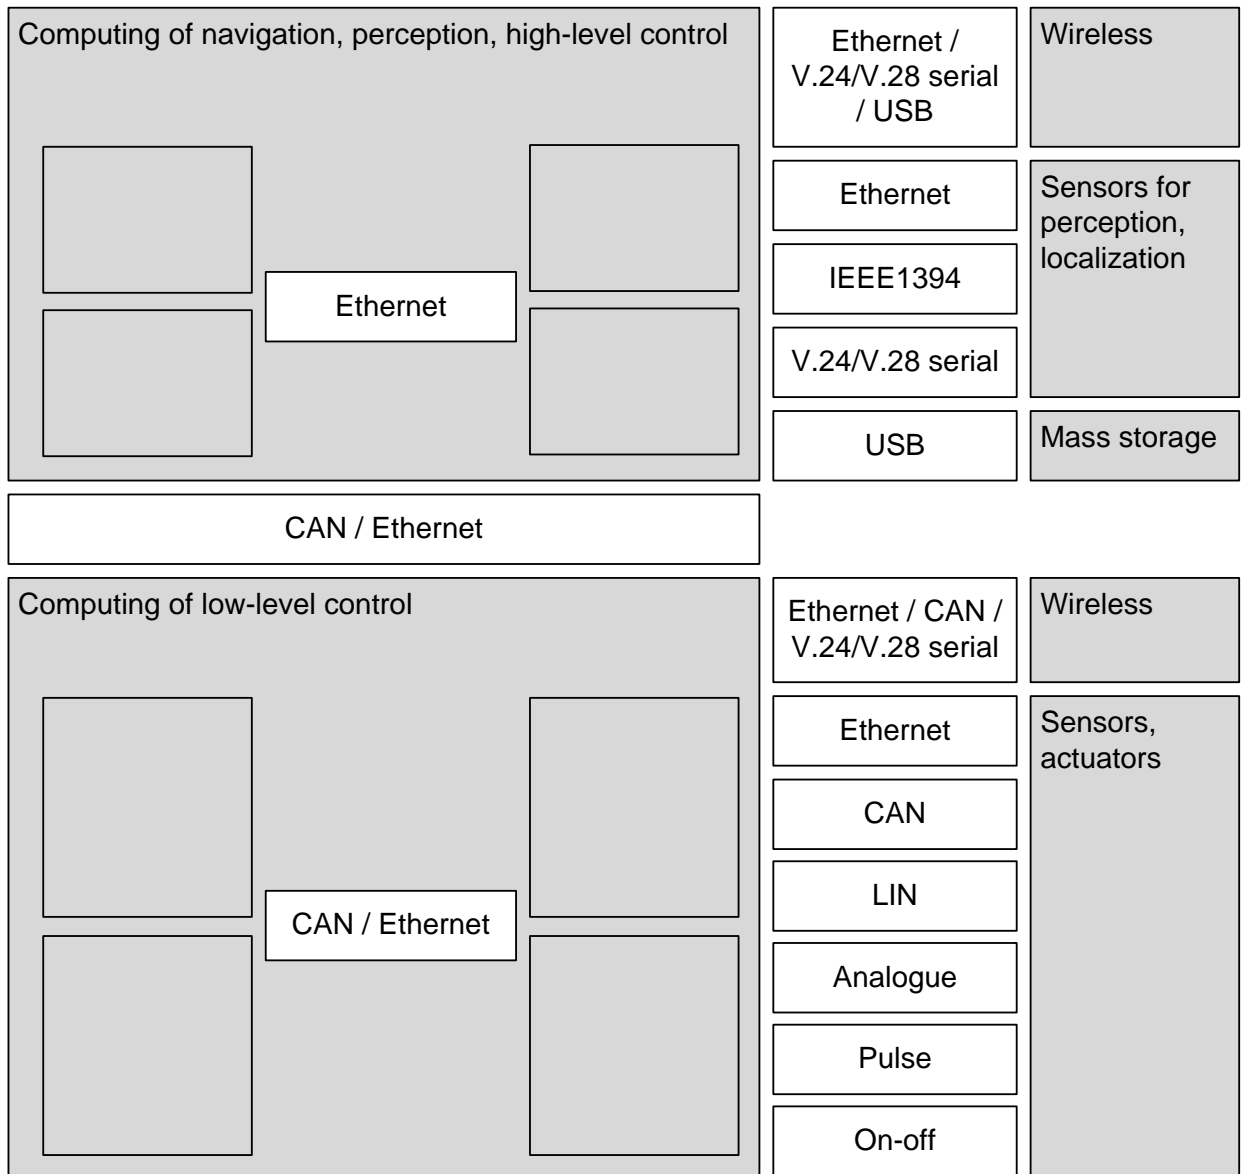 Computing of navigation, perception, high-level control
Ethernet
Ethernet /
V.24/V.28 serial
/ USB
Wireless
Ethernet
IEEE1394
V.24/V.28 serial
Sensors for
perception,
localization
USB
Mass storage
CAN / Ethernet
Computing of low-level control
CAN / Ethernet
Ethernet / CAN /
V.24/V.28 serial
Wireless
Ethernet
CAN
LIN
Analogue
Pulse
On-off
Sensors,
actuators